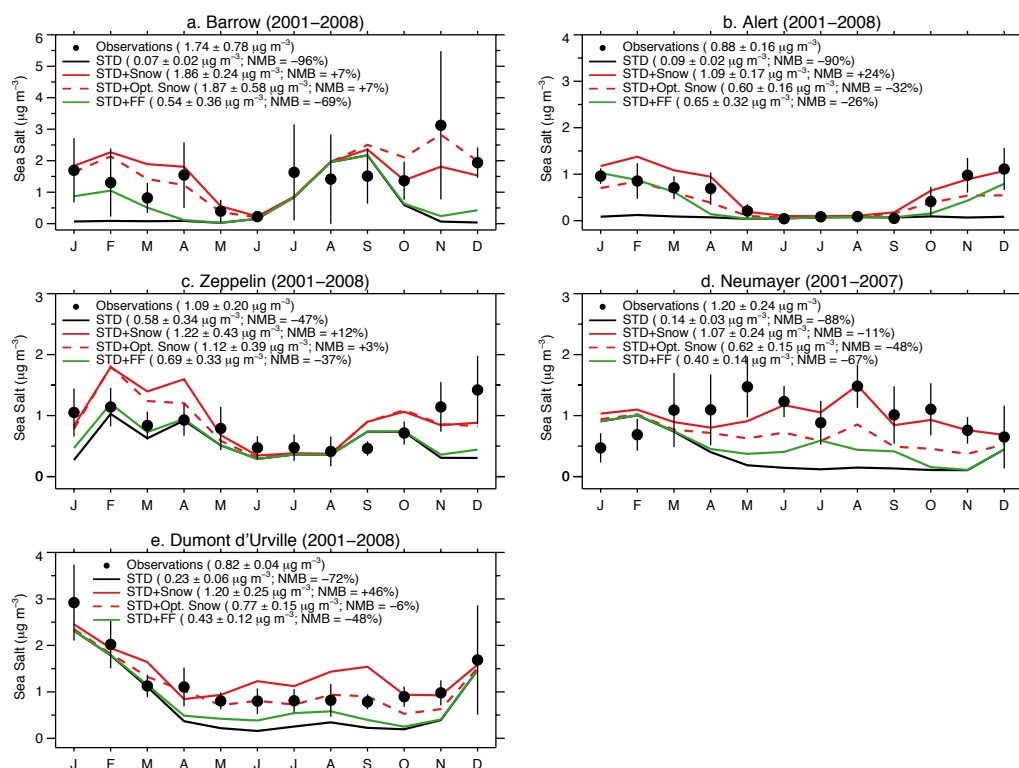 a. Barrow (2001−2008)
Observations ( 1.74 ± 0.78 µg m−3)
STD ( 0.07 ± 0.02 µg m−3; NMB = −96%)
STD+Snow ( 1.86 ± 0.24 µg m−3; NMB = +7%)
STD+Opt. Snow ( 1.87 ± 0.58 µg m−3; NMB = +7%)
STD+FF ( 0.54 ± 0.36 µg m−3; NMB = −69%)
Sea Salt (µg m−3)
6
5
4
3
2
1
0
J F M A M J J A S O N D
b. Alert (2001−2008)
Observations ( 0.88 ± 0.16 µg m−3)
STD ( 0.09 ± 0.02 µg m−3; NMB = −90%)
STD+Snow ( 1.09 ± 0.17 µg m−3; NMB = +24%)
STD+Opt. Snow ( 0.60 ± 0.16 µg m−3; NMB = −32%)
STD+FF ( 0.65 ± 0.32 µg m−3; NMB = −26%)
Sea Salt (µg m−3)
4
3
2
1
0
J F M A M J J A S O N D
c. Zeppelin (2001−2008)
Observations ( 1.09 ± 0.20 µg m−3)
STD ( 0.58 ± 0.34 µg m−3; NMB = −47%)
STD+Snow ( 1.22 ± 0.43 µg m−3; NMB = +12%)
STD+Opt. Snow ( 1.12 ± 0.39 µg m−3; NMB = +3%)
STD+FF ( 0.69 ± 0.33 µg m−3; NMB = −37%)
Sea Salt (µg m−3)
3
2
1
0
J F M A M J J A S O N D
d. Neumayer (2001−2007)
Observations ( 1.20 ± 0.24 µg m−3)
STD ( 0.14 ± 0.03 µg m−3; NMB = −88%)
STD+Snow ( 1.07 ± 0.24 µg m−3; NMB = −11%)
STD+Opt. Snow ( 0.62 ± 0.15 µg m−3; NMB = −48%)
STD+FF ( 0.40 ± 0.14 µg m−3; NMB = −67%)
Sea Salt (µg m−3)
3
2
1
0
J F M A M J J A S O N D
e. Dumont d'Urville (2001−2008)
Observations ( 0.82 ± 0.04 µg m−3)
STD ( 0.23 ± 0.06 µg m−3; NMB = −72%)
STD+Snow ( 1.20 ± 0.25 µg m−3; NMB = +46%)
STD+Opt. Snow ( 0.77 ± 0.15 µg m−3; NMB = −6%)
STD+FF ( 0.43 ± 0.12 µg m−3; NMB = −48%)
Sea Salt (µg m−3)
4
3
2
1
0
J F M A M J J A S O N D